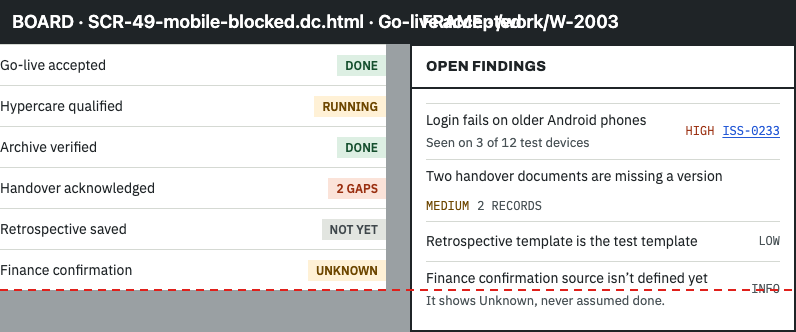 BOARD · SCR-49-mobile-blocked.dc.html · Go-live accepted
FRAME · /work/W-2003
Go-live accepted DONE
Hypercare qualified RUNNING
Archive verified DONE
Handover acknowledged 2 GAPS
Retrospective saved NOT YET
Finance confirmation UNKNOWN
OPEN FINDINGS
Login fails on older Android phones
HIGH ISS-0233
Seen on 3 of 12 test devices
Two handover documents are missing a version
MEDIUM 2 RECORDS
Retrospective template is the test template LOW
Finance confirmation source isn’t defined yet
INFO
It shows Unknown, never assumed done.